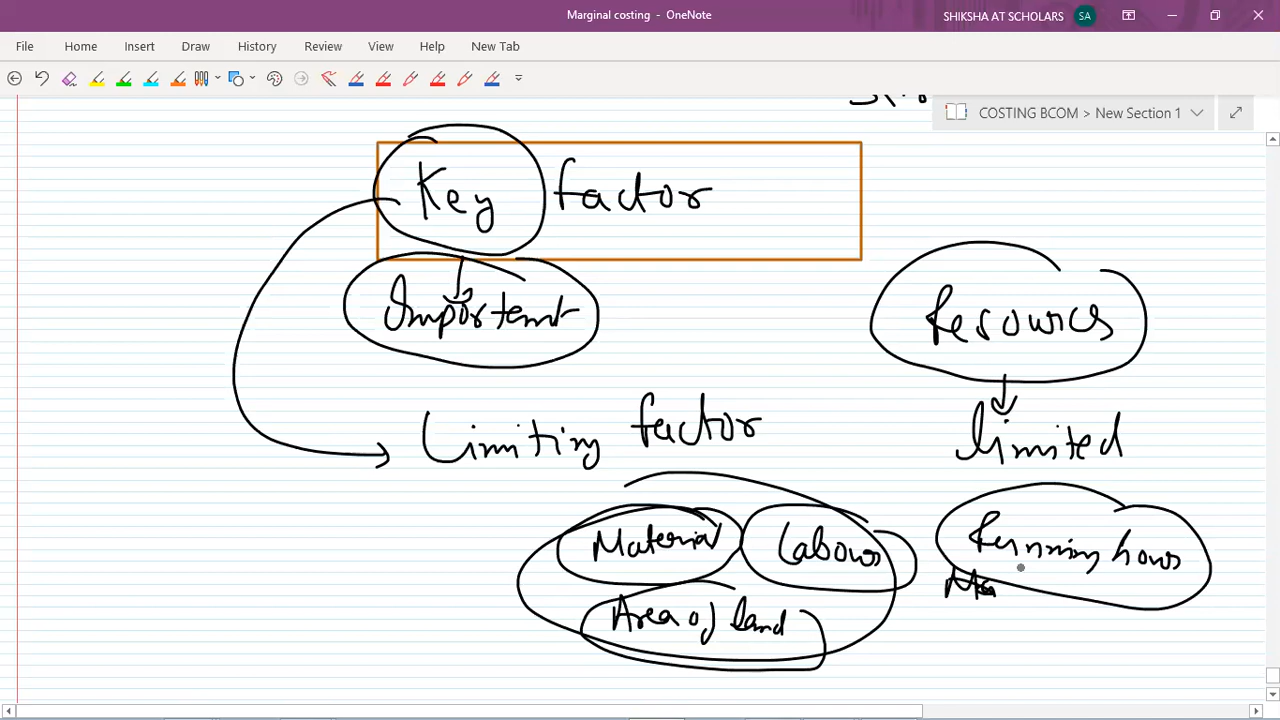 Marginal costing - OneNote
SHIKSHA AT SCHOLARS SA
File Home Insert Draw History Review View Help New Tab
COSTING BCOM > New Section 1
Key factor
Important
Resources
Limiting factor
limited
Material Labour
Running hours
Area of land